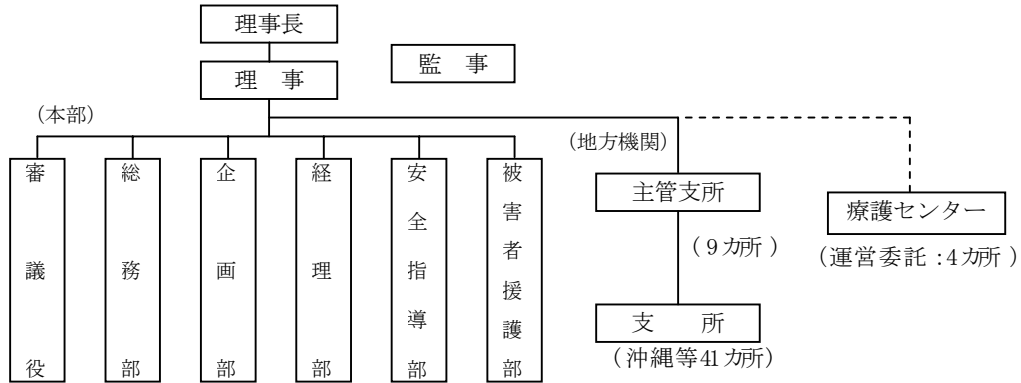 理事長
理　事
監　事
（本部）
審議役
総務部
企画部
経理部
安全指導部
被害者援護部
（地方機関）
主管支所
（9カ所）
支　　所
（沖縄等41カ所）
療護センター
（運営委託：4カ所）